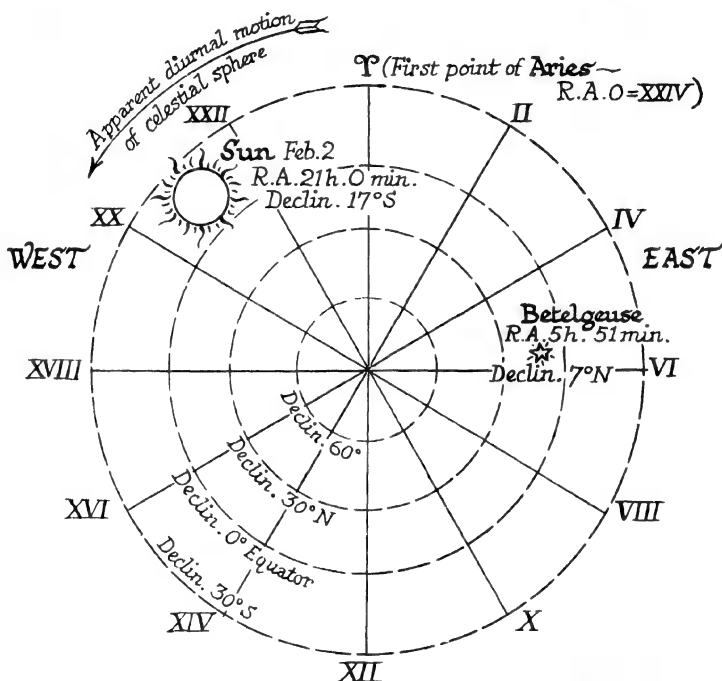 Apparent diurnal motion
of celestial sphere
♈ (First point of Aries—
R.A.0=XXIV)
XXII
II
Sun Feb.2
R.A.21h.0 min.
Declin. 17°S
XX
IV
WEST
EAST
Betelgeuse
R.A.5h.51min.
XVIII
Declin. 7°N
VI
Declin. 60°
Declin. 30°N
Declin. 0° Equator
Declin. 30°S
XVI
VIII
XIV
X
XII